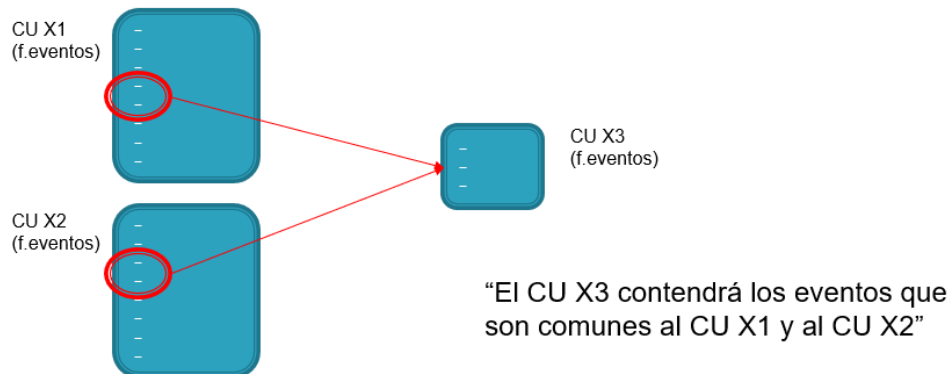 CU X1
(f.eventos)
CU X3
(f.eventos)
CU X2
(f.eventos)
“El CU X3 contendrá los eventos que
son comunes al CU X1 y al CU X2”